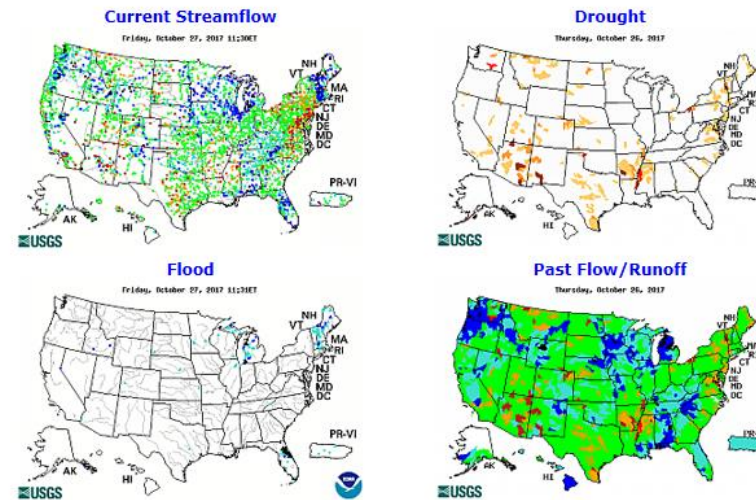 Current Streamflow
Friday, October 27, 2017 11:30ET
NH
VT
MA
RI
CT
NJ
DE
MD
DC
PR-VI
AK
HI
USGS
Drought
Thursday, October 26, 2017
NH
VT
MA
CT
NJ
DE
MD
DC
AK
HI
USGS
Flood
Friday, October 27, 2017 11:31ET
NH
VT
MA
RI
CT
NJ
DE
MD
DC
PR-VI
AK
HI
USGS
Past Flow/Runoff
Thursday, October 26, 2017
NH
VT
CT
NJ
DE
MD
DC
AK
HI
USGS